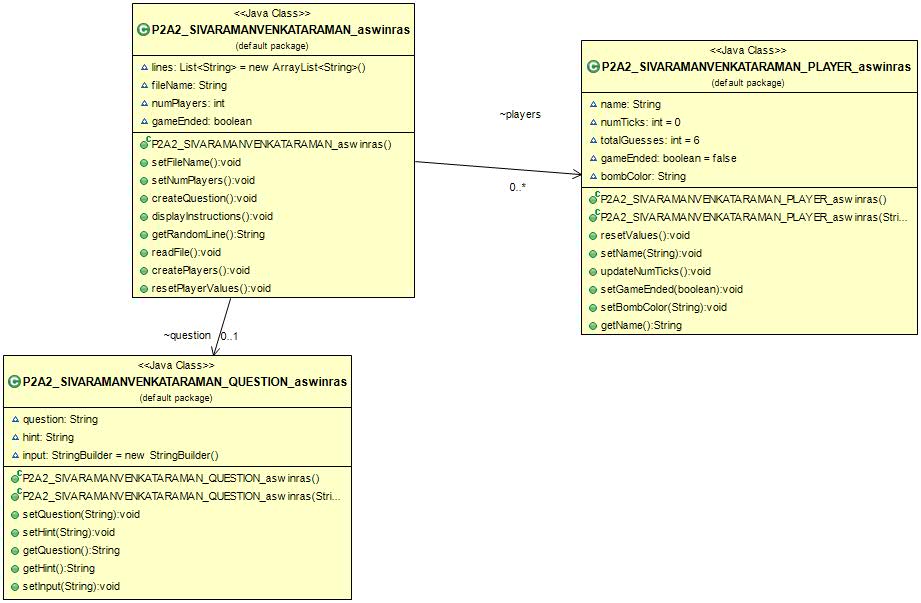 <<Java Class>>
P2A2_SIVARAMANVENKATARAMAN_aswinras
(default package)
lines: List<String> = new ArrayList<String>()
fileName: String
numPlayers: int
gameEnded: boolean
P2A2_SIVARAMANVENKATARAMAN_aswinras()
setFileName():void
setNumPlayers():void
createQuestion():void
displayInstructions():void
getRandomLine():String
readFile():void
createPlayers():void
resetPlayerValues():void
~players
0..*
<<Java Class>>
P2A2_SIVARAMANVENKATARAMAN_PLAYER_aswinras
(default package)
name: String
numTicks: int = 0
totalGuesses: int = 6
gameEnded: boolean = false
bombColor: String
P2A2_SIVARAMANVENKATARAMAN_PLAYER_aswinras()
P2A2_SIVARAMANVENKATARAMAN_PLAYER_aswinras(Stri...
resetValues():void
setName(String):void
updateNumTicks():void
setGameEnded(boolean):void
setBombColor(String):void
getName():String
~question 0..1
<<Java Class>>
P2A2_SIVARAMANVENKATARAMAN_QUESTION_aswinras
(default package)
question: String
hint: String
input: StringBuilder = new StringBuilder()
P2A2_SIVARAMANVENKATARAMAN_QUESTION_aswinras()
P2A2_SIVARAMANVENKATARAMAN_QUESTION_aswinras(Stri...
setQuestion(String):void
setHint(String):void
getQuestion():String
getHint():String
setInput(String):void